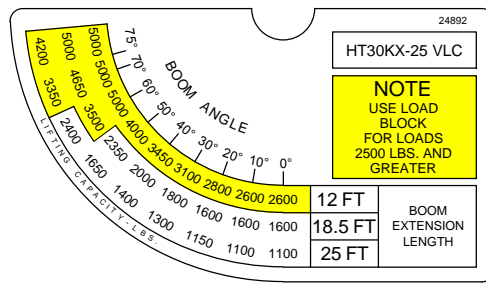 24892
HT30KX-25 VLC
NOTE
USE LOAD
BLOCK
FOR LOADS
2500 LBS. AND
GREATER
BOOM ANGLE
75° 70° 60° 50° 40° 30° 20° 10° 0°
5000 5000 5000 4000 3450 3100 2800 2600 2600 12 FT
5000 4650 3500 2350 2000 1800 1600 1600 1600 18.5 FT
4200 3350 2400 1650 1400 1300 1150 1100 1100 25 FT
LIFTING CAPACITY-LBS.
BOOM
EXTENSION
LENGTH